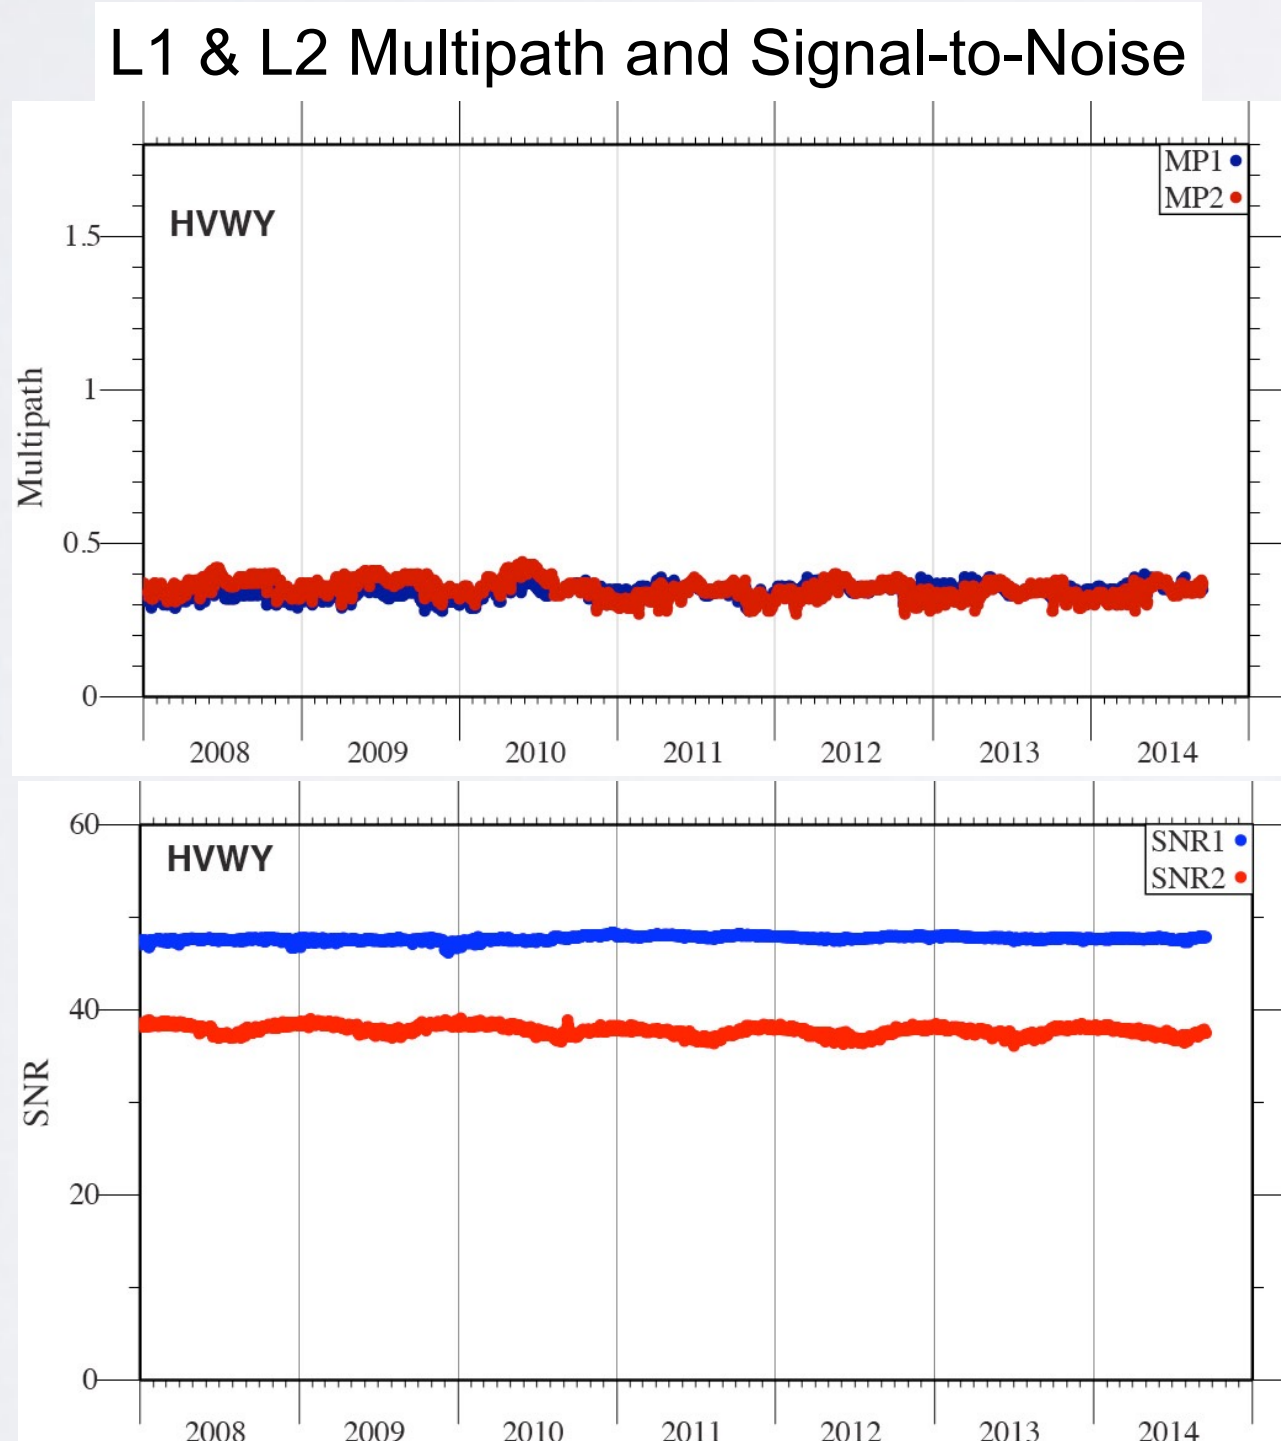 L1 & L2 Multipath and Signal-to-Noise
MP1
MP2
HVWY
1.5
1
0.5
0
Multipath
2008 2009 2010 2011 2012 2013 2014
60
HVWY
SNR1
SNR2
40
20
0
SNR
2008 2009 2010 2011 2012 2013 2014